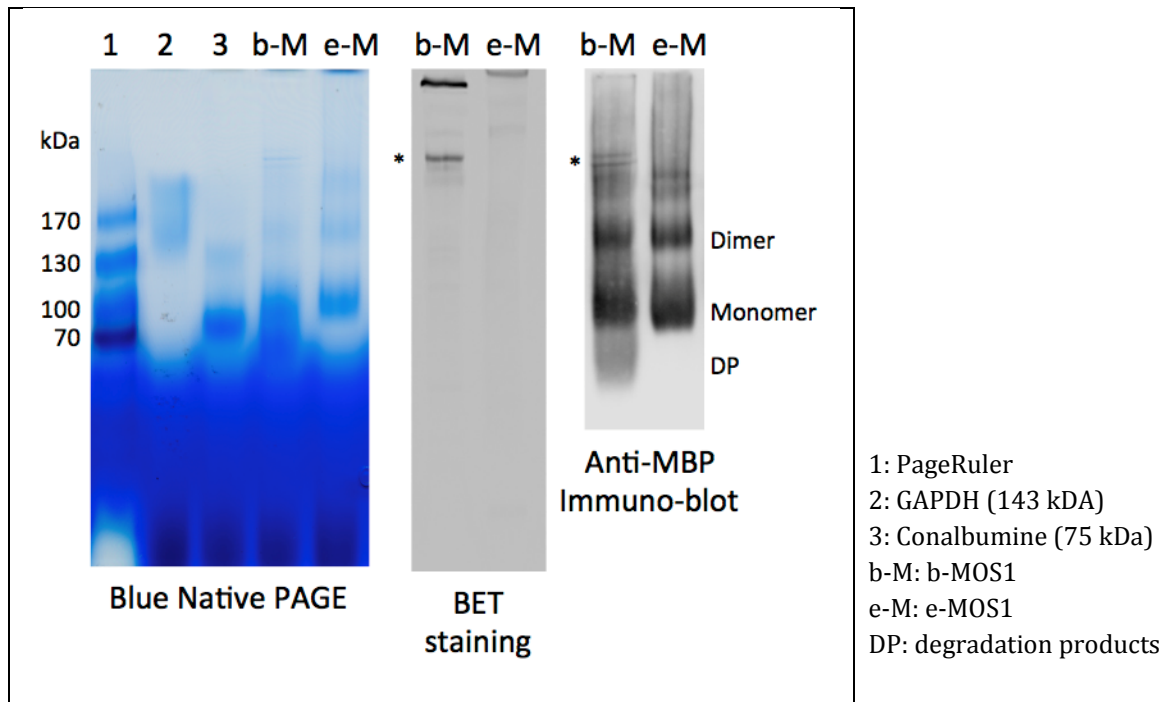 1 2 3 b-M e-M b-M e-M b-M e-M
kDa
* *
170
130
100
70
Dimer
Monomer
DP
Blue Native PAGE
BET
staining
Anti-MBP
Immuno-blot
1: PageRuler
2: GAPDH (143 kDA)
3: Conalbumine (75 kDa)
b-M: b-MOS1
e-M: e-MOS1
DP: degradation products